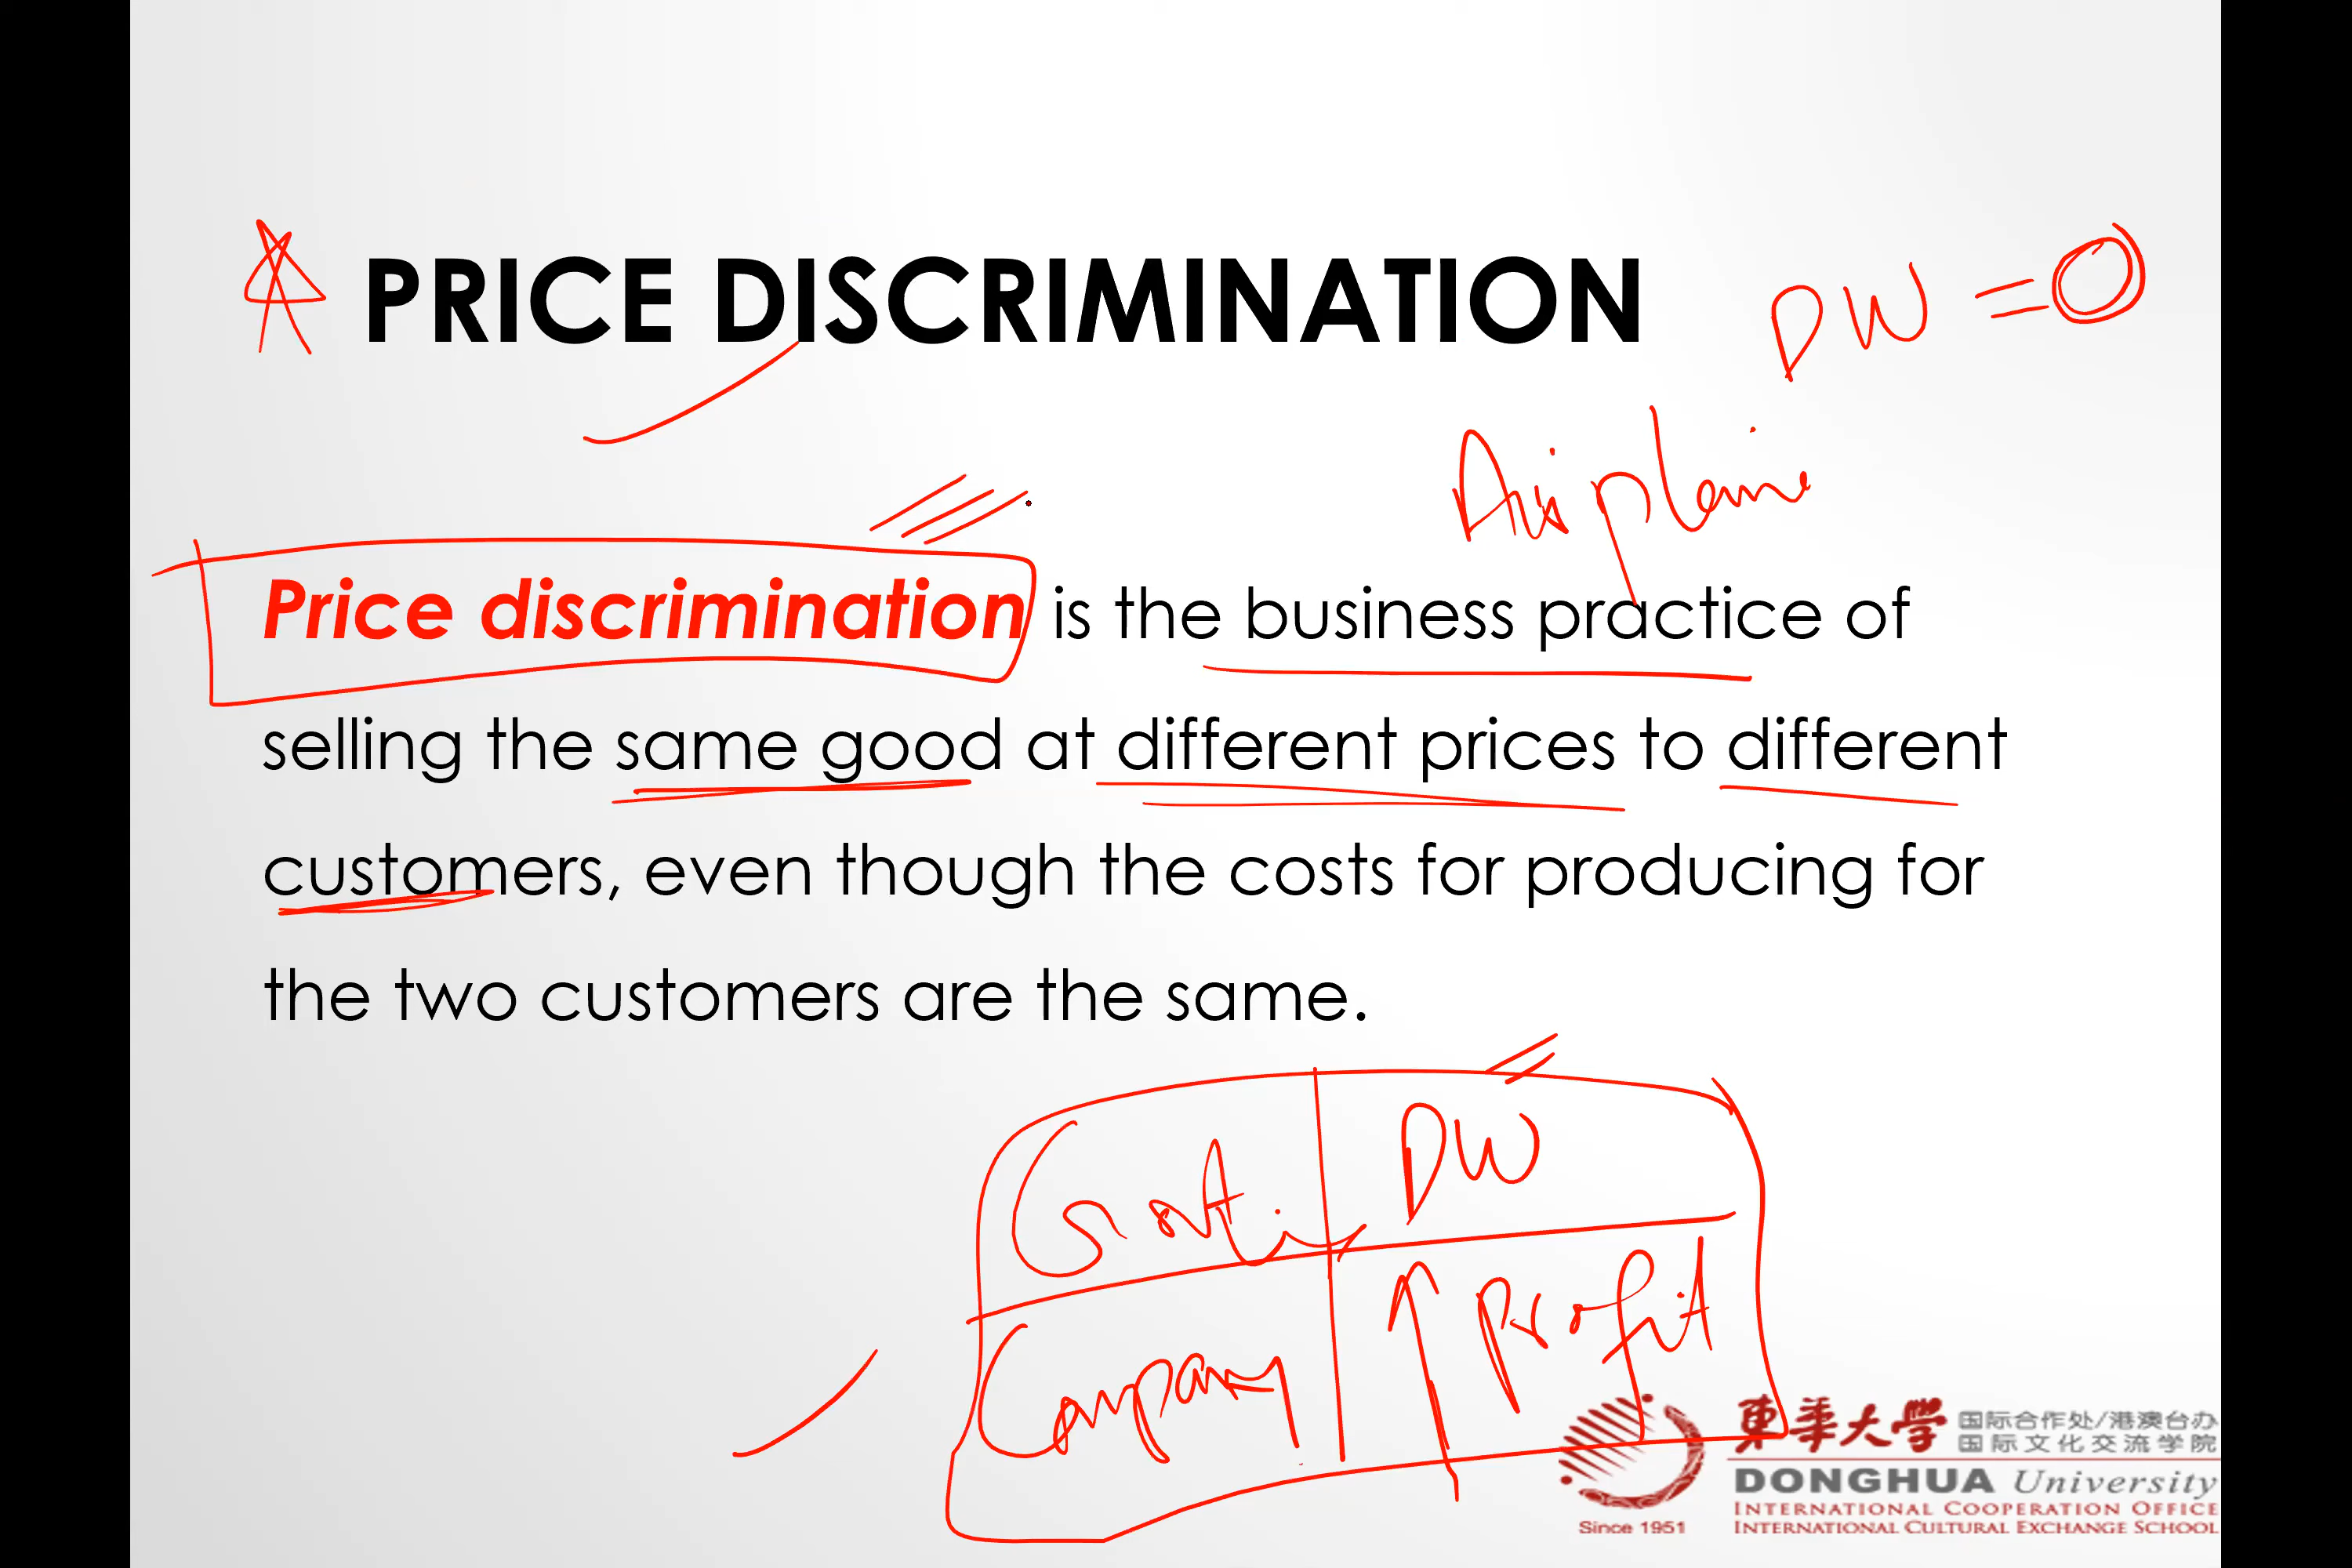 PRICE DISCRIMINATION
DW = 0
Airplane
Price discrimination is the business practice of
selling the same good at different prices to different
customers, even though the costs for producing for
the two customers are the same.
DW
Company
Profit
東華大學
国际合作处/港澳台办
国际文化交流学院
DONGHUA University
INTERNATIONAL COOPERATION OFFICE
INTERNATIONAL CULTURAL EXCHANGE SCHOOL
Since 1951